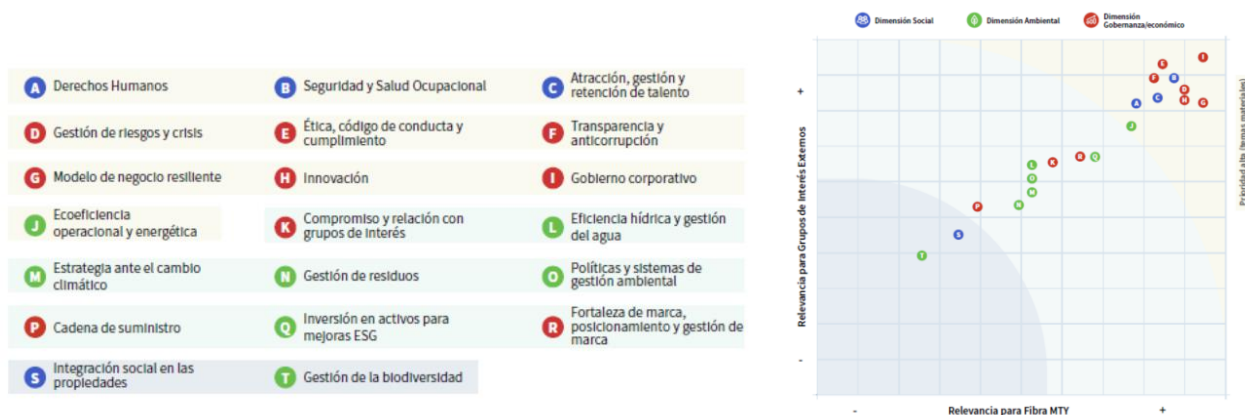 Dimensión Social
Dimensión Ambiental
Dimensión
Gobernanza/económico
A Derechos Humanos
B Seguridad y Salud Ocupacional
C Atracción, gestión y
retención de talento
D Gestión de riesgos y crisis
E Ética, código de conducta y
cumplimiento
F Transparencia y
anticorrupción
G Modelo de negocio resiliente
H Innovación
I Gobierno corporativo
J Ecoeficiencia
operacional y energética
K Compromiso y relación con
grupos de interés
L Eficiencia hídrica y gestión
del agua
M Estrategia ante el cambio
climático
N Gestión de residuos
O Políticas y sistemas de
gestión ambiental
P Cadena de suministro
Q Inversión en activos para
mejoras ESG
R Fortaleza de marca,
posicionamiento y gestión de
marca
S Integración social en las
propiedades
T Gestión de la biodiversidad
Relevancia para Grupos de Interés Externos
+
-
I
E
F
B
D
H
G
C
A
J
R
Q
K
L
O
M
N
P
S
T
Prioridad alta (temas materiales)
-
Relevancia para Fibra MTY
+